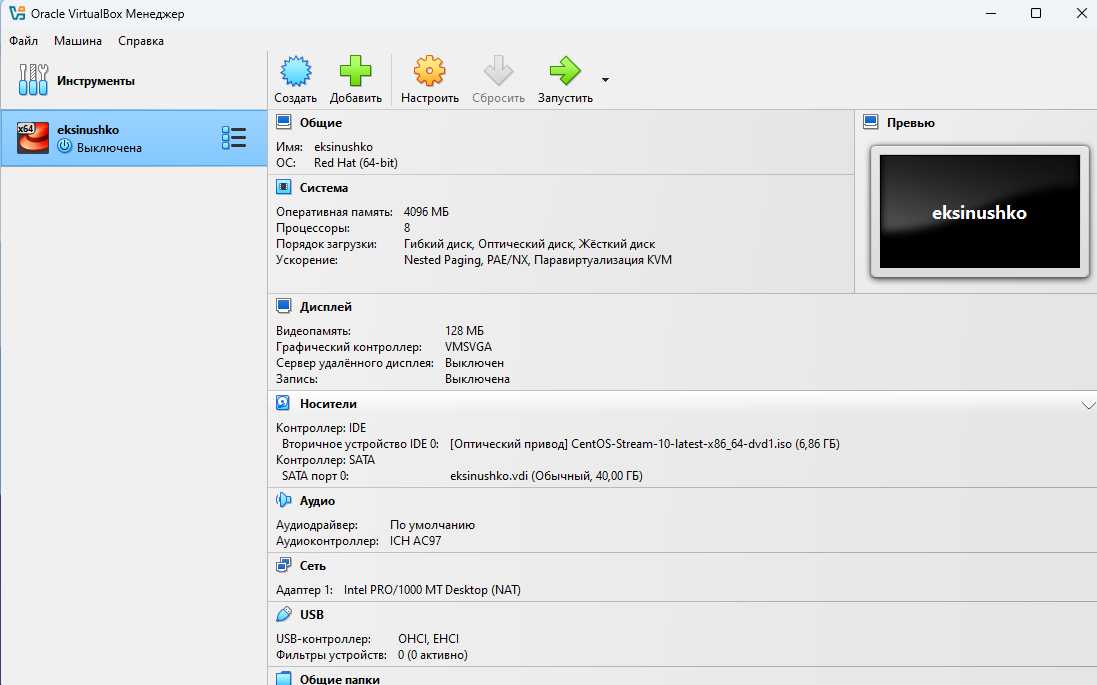 Oracle VirtualBox Менеджер
Файл Машина Справка
Инструменты
Создать Добавить Настроить Сбросить Запустить
x64
eksinushko
Выключена
Общие
Имя: eksinushko
ОС: Red Hat (64-bit)
Превью
eksinushko
Система
Оперативная память: 4096 МБ
Процессоры: 8
Порядок загрузки: Гибкий диск, Оптический диск, Жёсткий диск
Ускорение: Nested Paging, PAE/NX, Паравиртуализация KVM
Дисплей
Видеопамять: 128 МБ
Графический контроллер: VMSVGA
Сервер удалённого дисплея: Выключен
Запись: Выключена
Носители
Контроллер: IDE
Вторичное устройство IDE 0: [Оптический привод] CentOS-Stream-10-latest-x86_64-dvd1.iso (6,86 ГБ)
Контроллер: SATA
SATA порт 0: eksinushko.vdi (Обычный, 40,00 ГБ)
Аудио
Аудиодрайвер: По умолчанию
Аудиоконтроллер: ICH AC97
Сеть
Адаптер 1: Intel PRO/1000 MT Desktop (NAT)
USB
USB-контроллер: OHCI, EHCI
Фильтры устройств: 0 (0 активно)
Общие папки